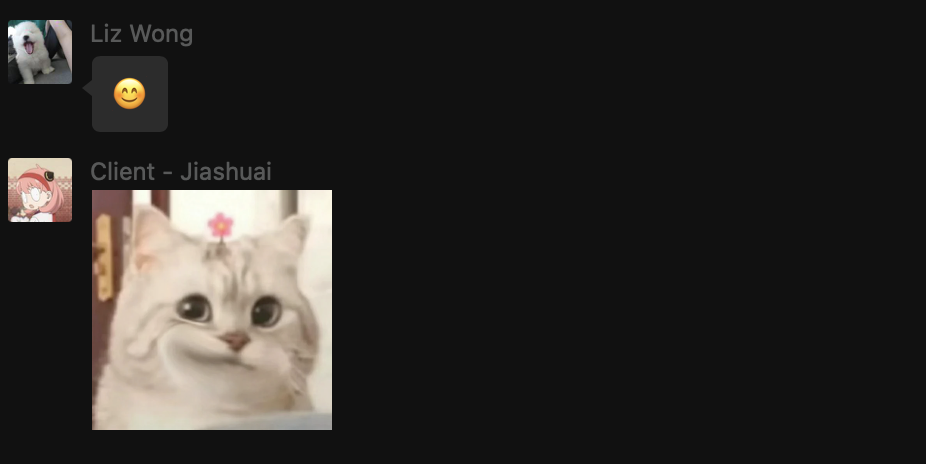 Liz Wong
😊
Client - Jiashuai